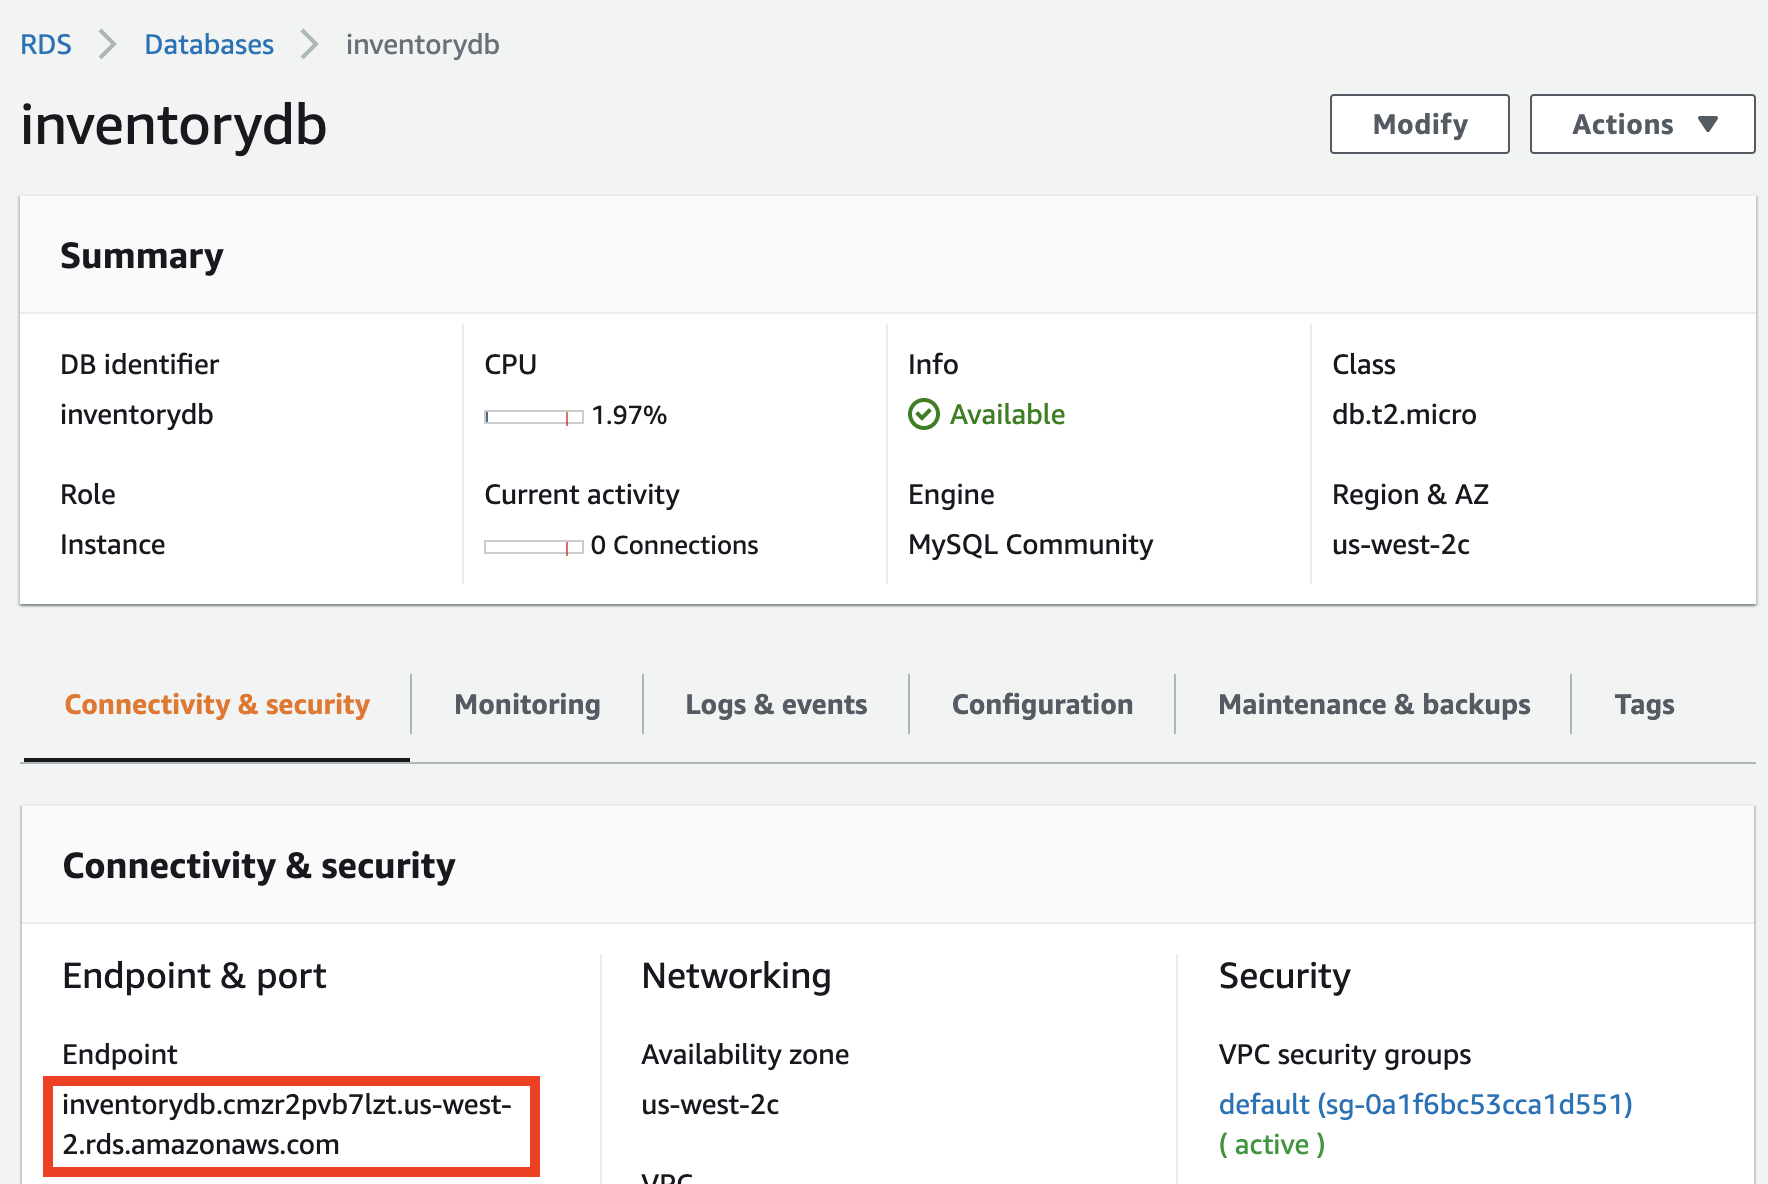 RDS > Databases > inventorydb
inventorydb
Modify
Actions
Summary
DB identifier
inventorydb
CPU
1.97%
Info
Available
Class
db.t2.micro
Role
Instance
Current activity
0 Connections
Engine
MySQL Community
Region & AZ
us-west-2c
Connectivity & security
Monitoring
Logs & events
Configuration
Maintenance & backups
Tags
Connectivity & security
Endpoint & port
Endpoint
inventorydb.cmzr2pvb7lzt.us-west-
2.rds.amazonaws.com
Networking
Availability zone
us-west-2c
VPC
Security
VPC security groups
default (sg-0a1f6bc53cca1d551)
( active )